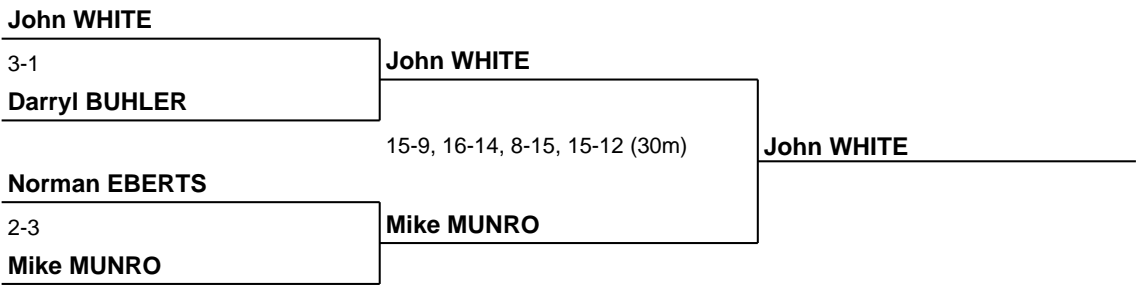 John WHITE
3-1
Darryl BUHLER
John WHITE
15-9, 16-14, 8-15, 15-12 (30m)
John WHITE
Norman EBERTS
2-3
Mike MUNRO
Mike MUNRO